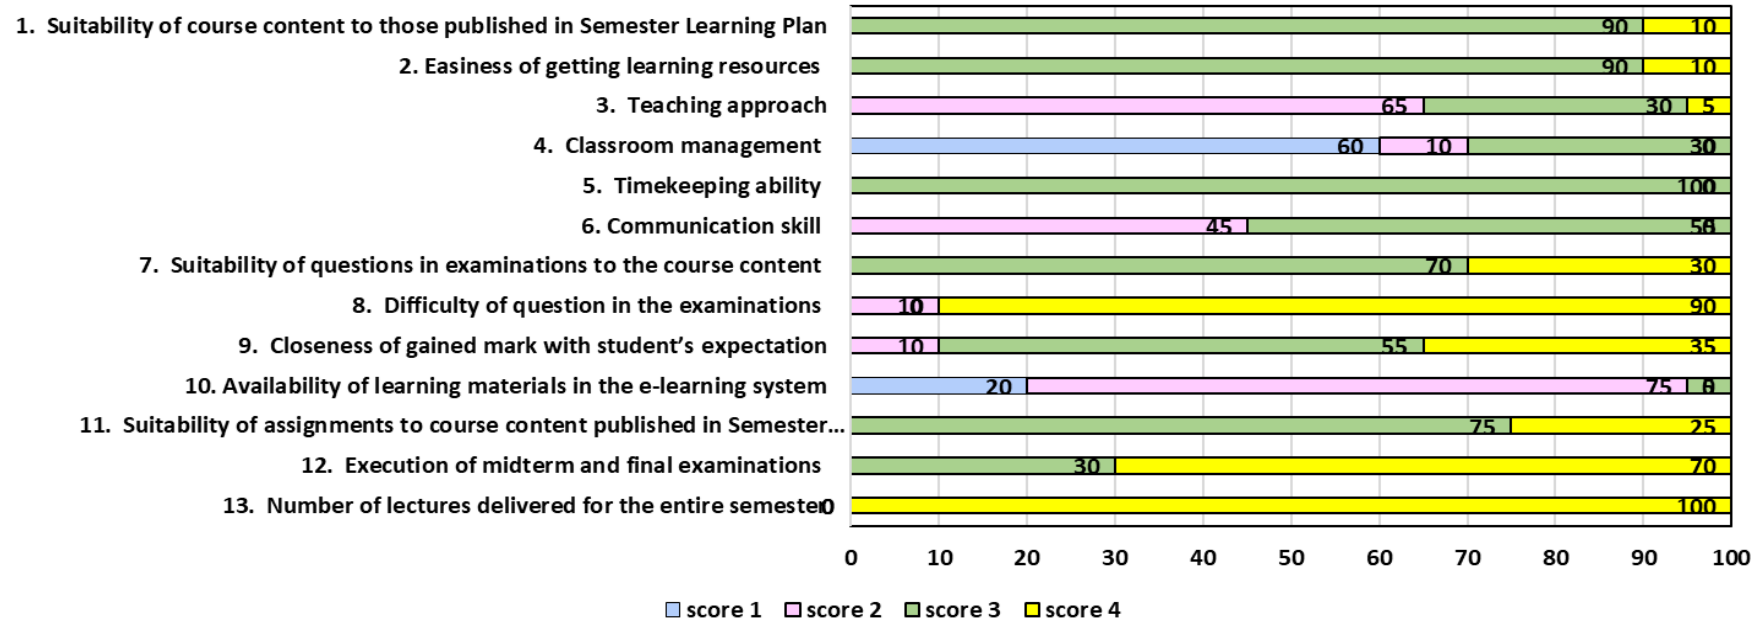 1. Suitability of course content to those published in Semester Learning Plan 90 10
2. Easiness of getting learning resources 90 10
3. Teaching approach 65 30 5
4. Classroom management 60 10 30 0
5. Timekeeping ability 100 0
6. Communication skill 45
7. Suitability of questions in examinations to the course content 70 30
8. Difficulty of question in the examinations 10 0 90
9. Closeness of gained mark with student’s expectation 10 55 35
10. Availability of learning materials in the e-learning system 20 75
11. Suitability of assignments to course content published in Semester... 75 25
12. Execution of midterm and final examinations 30 70
13. Number of lectures delivered for the entire semester 0 100
0 10 20 30 40 50 60 70 80 90 100
score 1 score 2 score 3 score 4